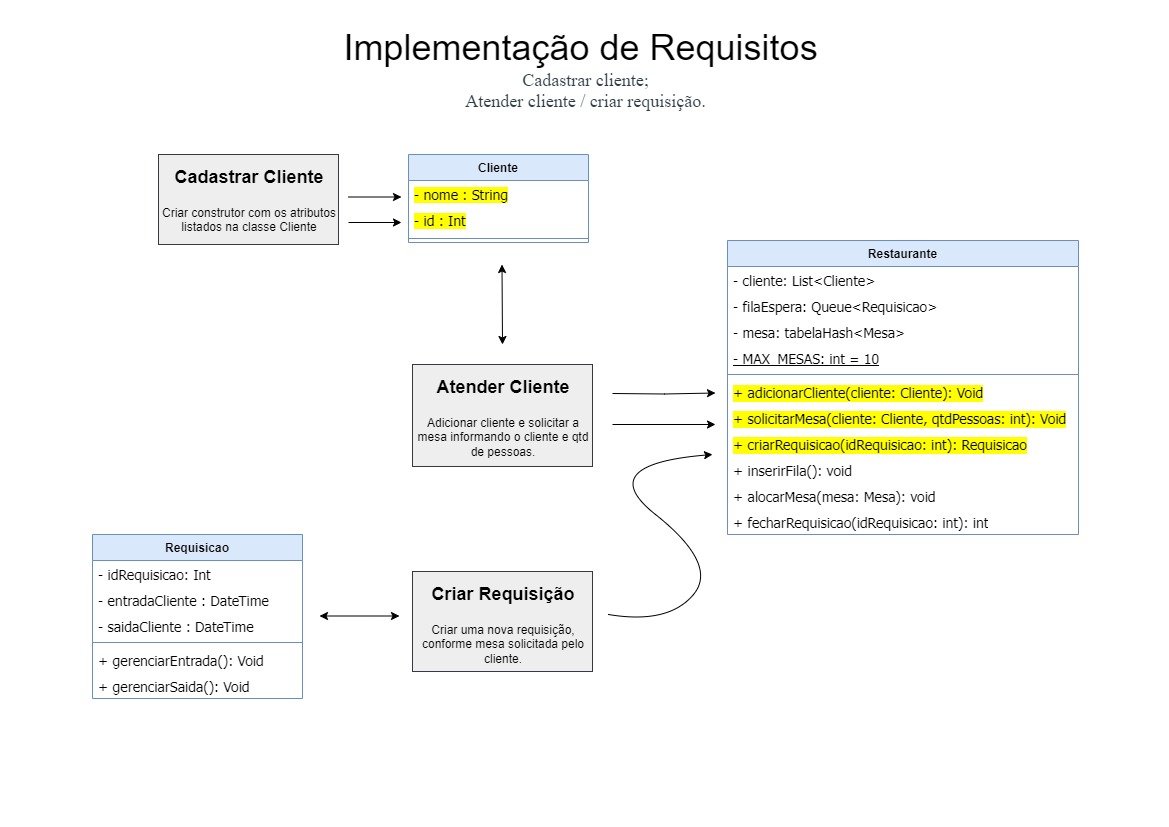 Implementação de Requisitos
Cadastrar cliente;
Atender cliente / criar requisição.
Cadastrar Cliente
Criar construtor com os atributos
listados na classe Cliente
Cliente
- nome : String
- id : Int
Restaurante
- cliente: List<Cliente>
- filaEspera: Queue<Requisicao>
- mesa: tabelaHash<Mesa>
- MAX_MESAS: int = 10
+ adicionarCliente(cliente: Cliente): Void
+ solicitarMesa(cliente: Cliente, qtdPessoas: int): Void
+ criarRequisicao(idRequisicao: int): Requisicao
+ inserirFila(): void
+ alocarMesa(mesa: Mesa): void
+ fecharRequisicao(idRequisicao: int): int
Atender Cliente
Adicionar cliente e solicitar a
mesa informando o cliente e qtd
de pessoas.
Requisicao
- idRequisicao: Int
- entradaCliente : DateTime
- saidaCliente : DateTime
+ gerenciarEntrada(): Void
+ gerenciarSaida(): Void
Criar Requisição
Criar uma nova requisição,
conforme mesa solicitada pelo
cliente.